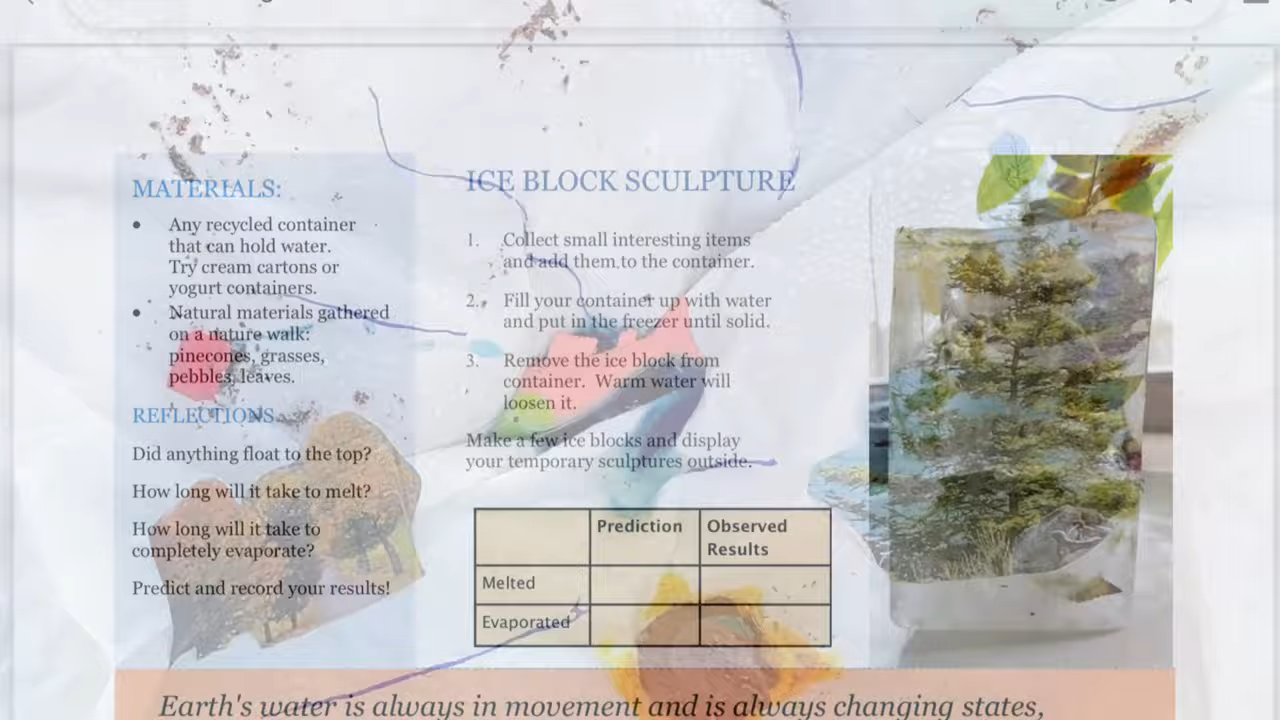 MATERIALS:
• Any recycled container
that can hold water.
Try cream cartons or
yogurt containers.
• Natural materials gathered
on a nature walk:
pinecones, grasses,
pebbles, leaves.
REFLECTIONS
Did anything float to the top?
How long will it take to melt?
How long will it take to
completely evaporate?
Predict and record your results!
ICE BLOCK SCULPTURE
1. Collect small interesting items
and add them to the container.
2. Fill your container up with water
and put in the freezer until solid.
3. Remove the ice block from
container. Warm water will
loosen it.
Make a few ice blocks and display
your temporary sculptures outside.
Prediction Observed
Results
Melted
Evaporated
Earth's water is always in movement and is always changing states,